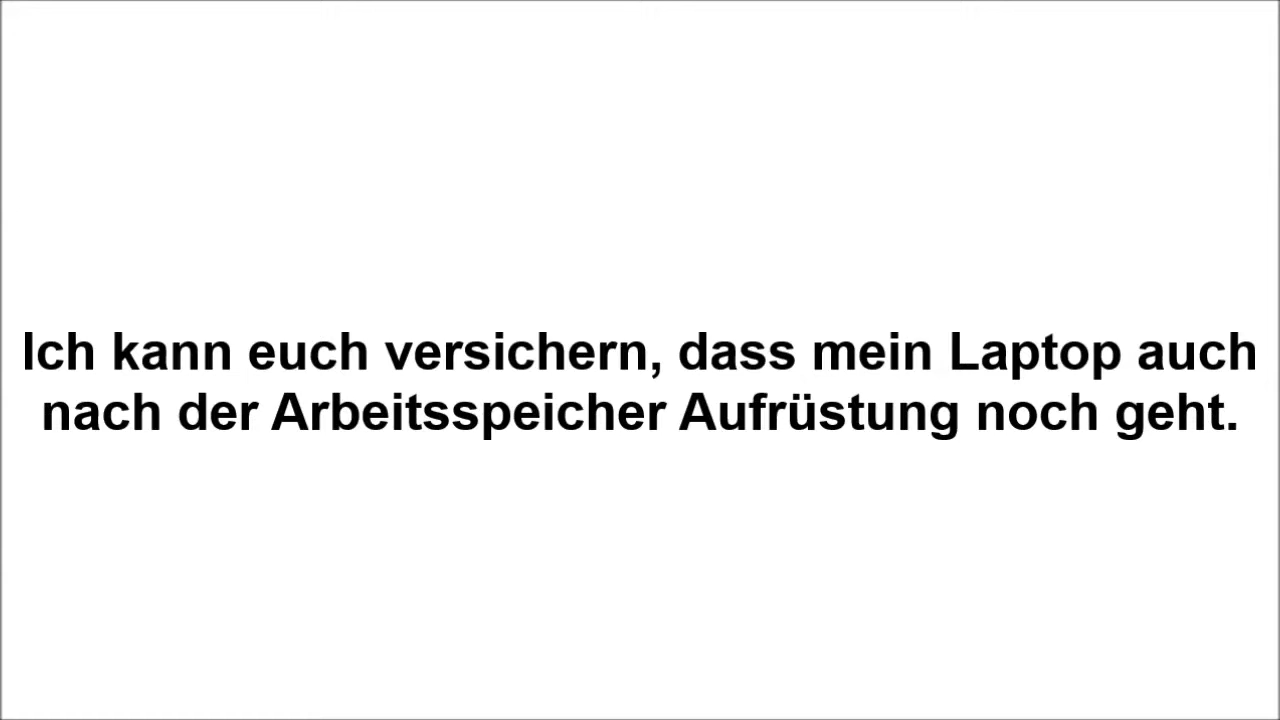 Ich kann euch versichern, dass mein Laptop auch
nach der Arbeitsspeicher Aufrüstung noch geht.